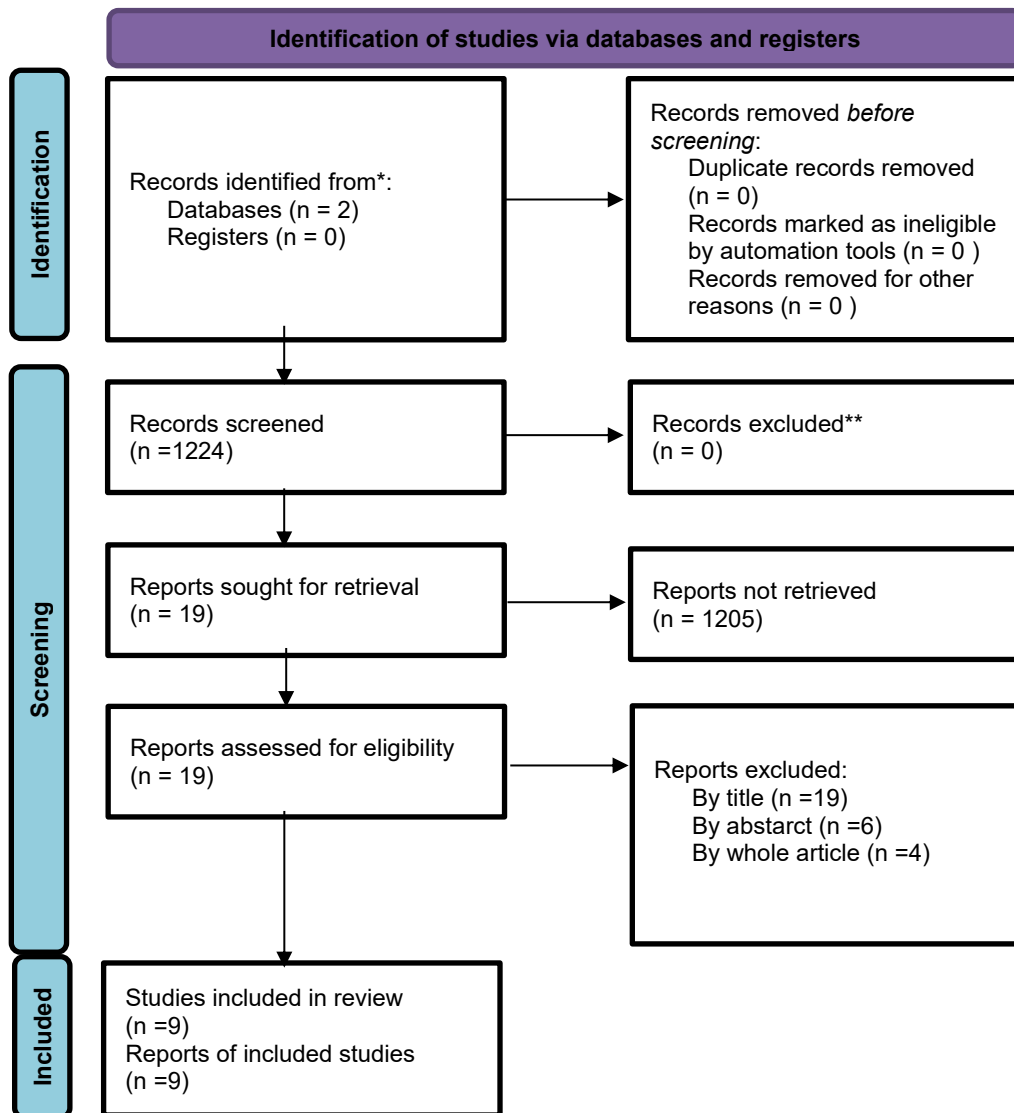 Identification of studies via databases and registers
Identification
Records identified from*:
Databases (n = 2)
Registers (n = 0)
Records removed before
screening:
Duplicate records removed
(n = 0)
Records marked as ineligible
by automation tools (n = 0 )
Records removed for other
reasons (n = 0 )
Screening
Records screened
(n =1224)
Records excluded**
(n = 0)
Reports sought for retrieval
(n = 19)
Reports not retrieved
(n = 1205)
Reports assessed for eligibility
(n = 19)
Reports excluded:
By title (n =19)
By abstarct (n =6)
By whole article (n =4)
Included
Studies included in review
(n =9)
Reports of included studies
(n =9)